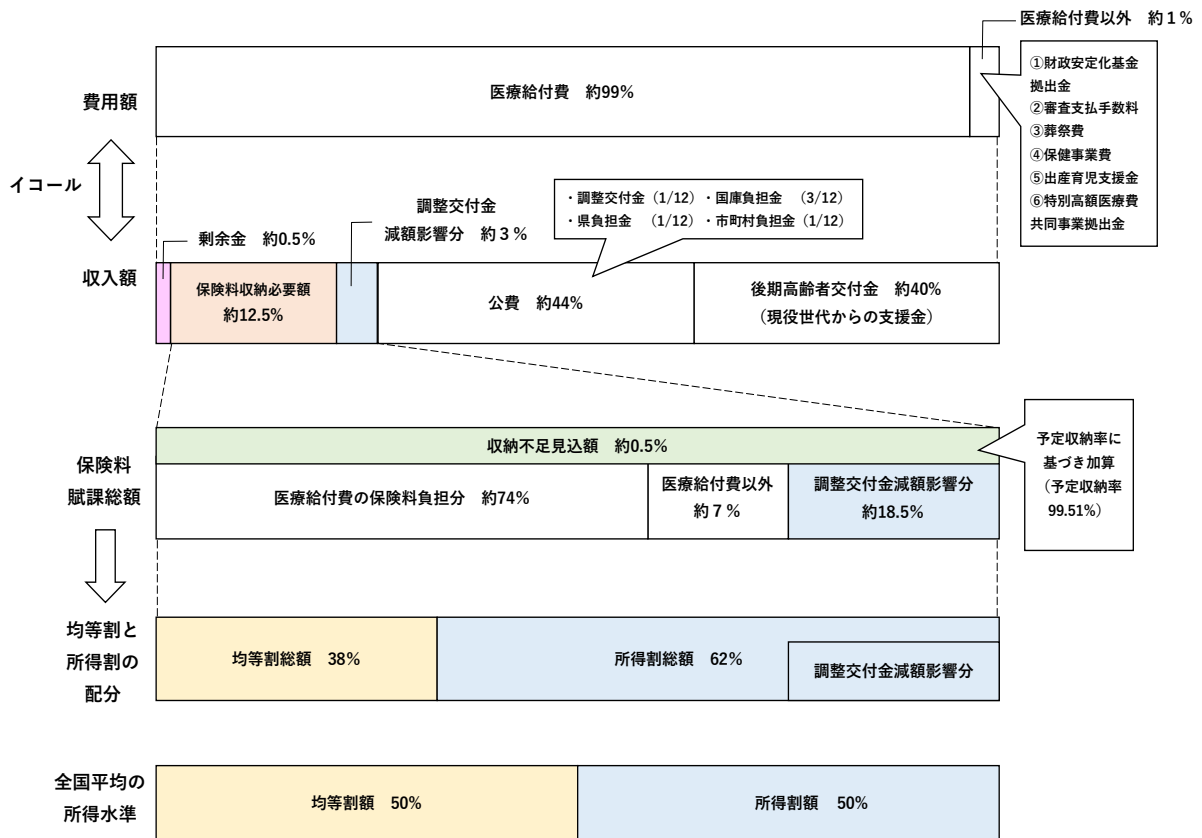 医療給付費以外　約１%
医療給付費　約99%
費用額
①財政安定化基金
拠出金
②審査支払手数料
③葬祭費
④保健事業費
⑤出産育児支援金
⑥特別高額医療費
共同事業拠出金
イコール
・調整交付金（1/12）・国庫負担金　（3/12）
・県負担金　（1/12）・市町村負担金（1/12）
調整交付金
減額影響分　約３%
剰余金　約0.5%
収入額
保険料収納必要額
約12.5%
公費　約44%
後期高齢者交付金　約40%
（現役世代からの支援金）
収納不足見込額　約0.5%
予定収納率に
基づき加算
（予定収納率
99.51%）
保険料
賦課総額
医療給付費の保険料負担分　約74%
医療給付費以外
約７%
調整交付金減額影響分
約18.5%
均等割と
所得割の
配分
均等割総額　38%
所得割総額　62%
調整交付金減額影響分
全国平均の
所得水準
均等割額　50%
所得割額　50%